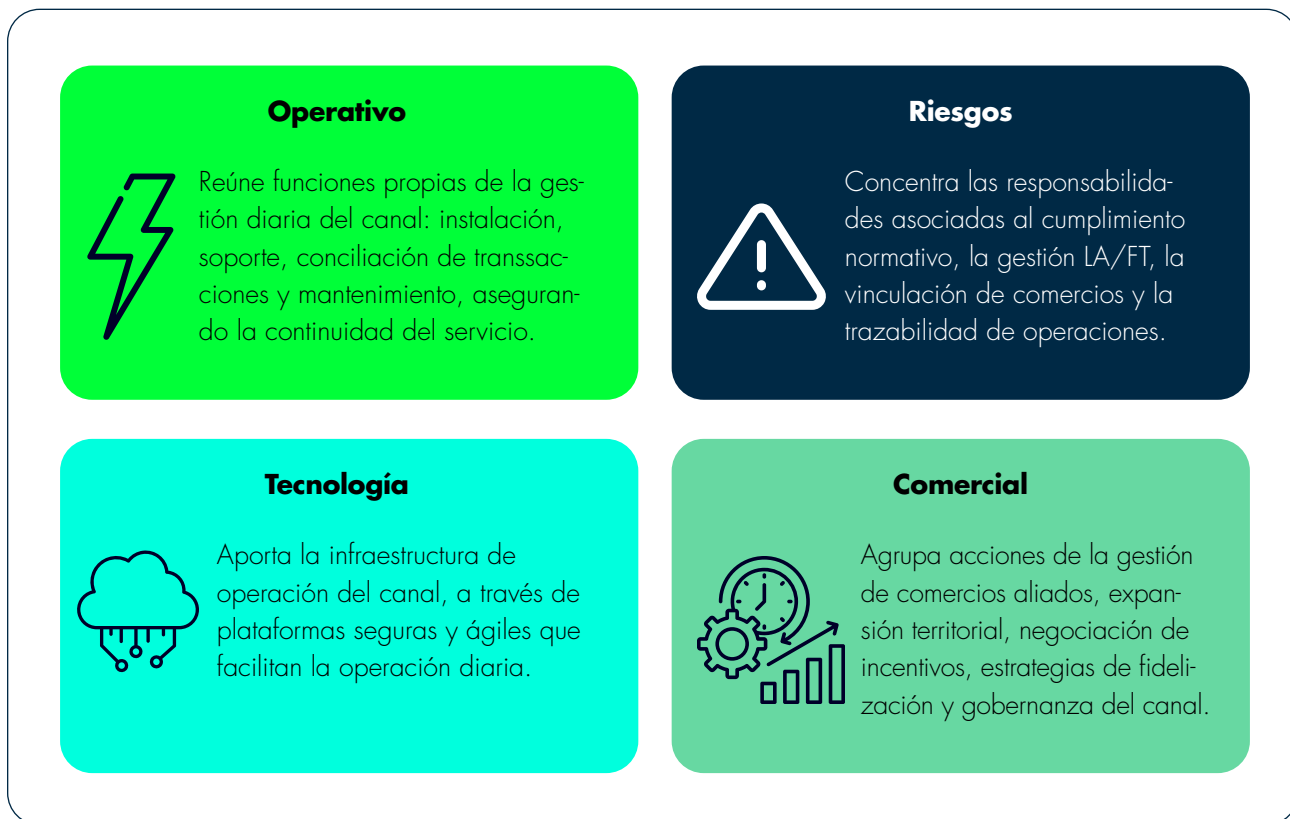 Operativo
Reúne funciones propias de la ges-
tión diaria del canal: instalación,
soporte, conciliación de transsac-
ciones y mantenimiento, aseguran-
do la continuidad del servicio.
Riesgos
Concentra las responsabilida-
des asociadas al cumplimiento
normativo, la gestión LA/FT, la
vinculación de comercios y la
trazabilidad de operaciones.
Tecnología
Aporta la infraestructura de
operación del canal, a través de
plataformas seguras y ágiles que
facilitan la operación diaria.
Comercial
Agrupa acciones de la gestión
de comercios aliados, expan-
sión territorial, negociación de
incentivos, estrategias de fideli-
zación y gobernanza del canal.